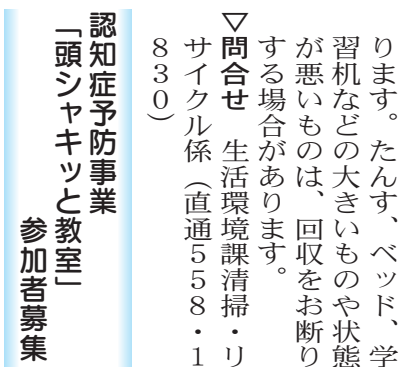 ります。たんす、ベッド、学
習机などの大きいものや状態
が悪いものは、回収をお断り
する場合があります。
▽問合せ　生活環境課清掃・リ
サイクル係（直通５５８・１
８３０）
認知症予防事業
「頭シャキッと教室」
参加者募集